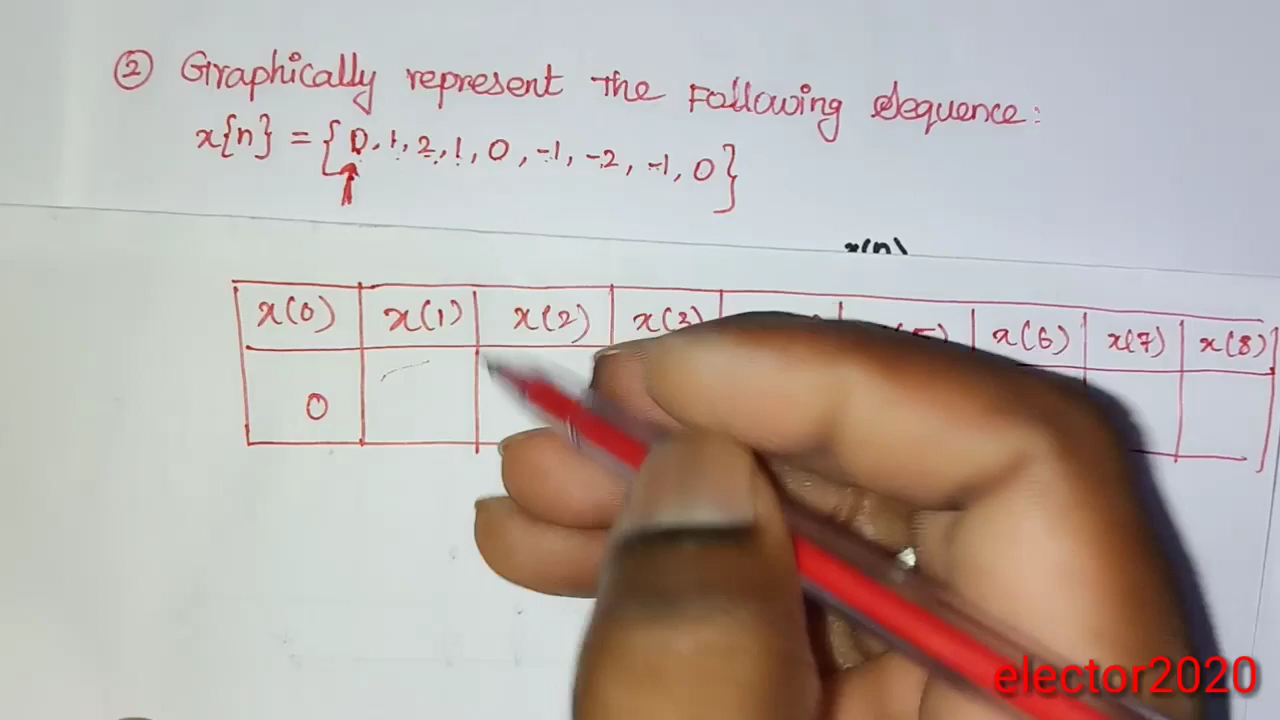 ② Graphically represent the Following Sequence:
x{n} = { 0, 1, 2, 1, 0, -1, -2, -1, 0 }
x(n)
x(0) x(1) x(2) x(3) x(6) x(7) x(8)
0
elector2020